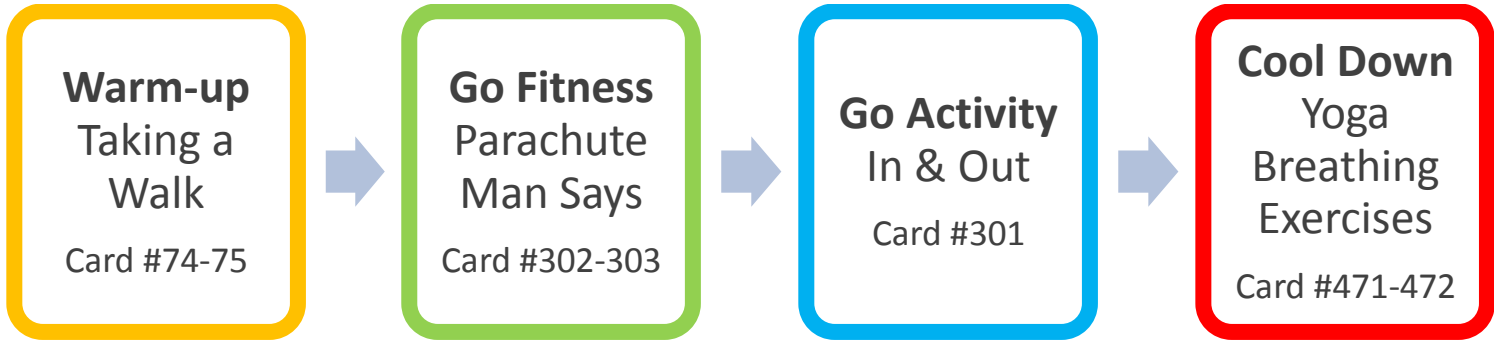 Warm-up
Taking a
Walk
Card #74-75
Go Fitness
Parachute
Man Says
Card #302-303
Go Activity
In & Out
Card #301
Cool Down
Yoga
Breathing
Exercises
Card #471-472